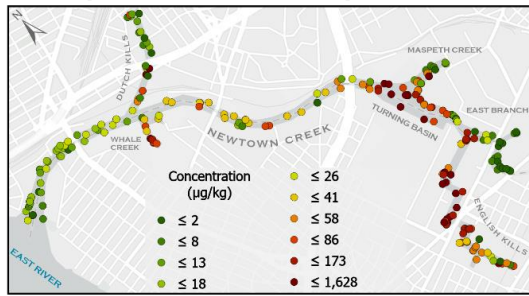 N
DUTCH KILLS
MASPETH CREEK
EAST BRANCH
TURNING BASIN
WHALE
CREEK
NEWTOWN CREEK
ENGLISH KILLS
EAST RIVER
Concentration
(µg/kg)
≤ 2
≤ 8
≤ 13
≤ 18
≤ 26
≤ 41
≤ 58
≤ 86
≤ 173
≤ 1,628